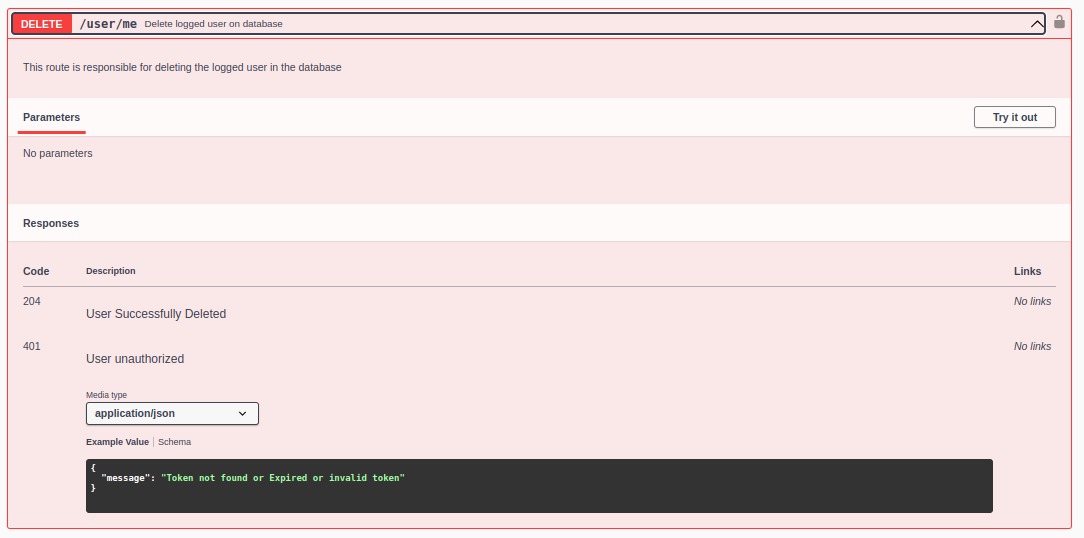 DELETE /user/me Delete logged user on database
This route is responsible for deleting the logged user in the database
Parameters Try it out
No parameters
Responses
Code Description Links
204 No links
User Successfully Deleted
401 No links
User unauthorized
Media type
application/json
Example Value | Schema
{
"message": "Token not found or Expired or invalid token"
}